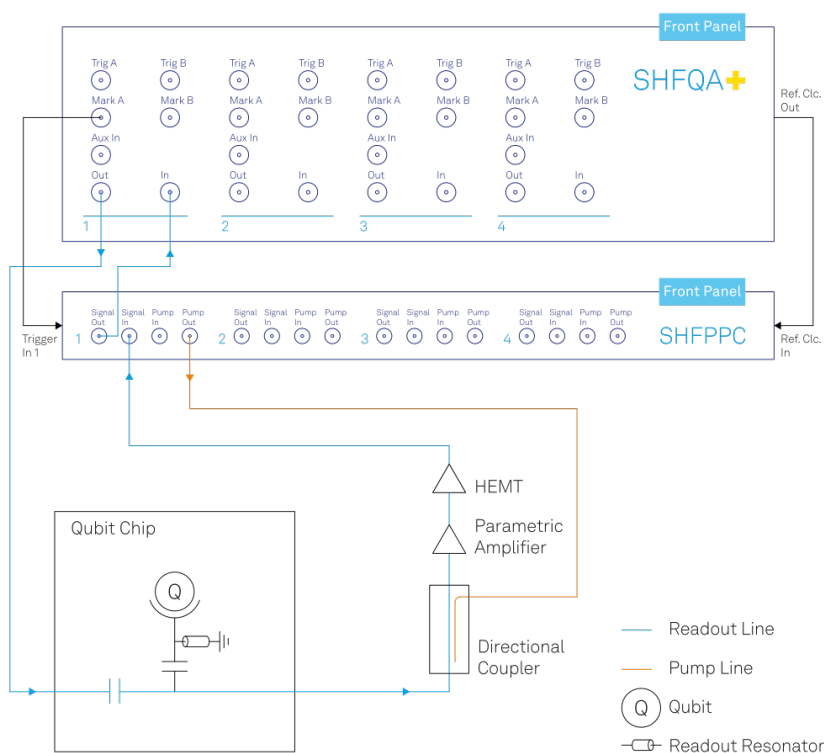 Front Panel
Trig A Trig B Trig A Trig B Trig A Trig B Trig A Trig B
SHFQA+
Mark A Mark B Mark A Mark B Mark A Mark B Mark A Mark B
Ref. Clc.
Out
Aux In Aux In Aux In Aux In
Out In Out In Out In Out In
1 2 3 4
Front Panel
Signal
Out
Signal
In
Pump
In
Pump
Out
Signal
Out
Signal
In
Pump
In
Pump
Out
Signal
Out
Signal
In
Pump
In
Pump
Out
Signal
Out
Signal
In
Pump
In
Pump
Out
1 2 3 4
SHFPPC
Trigger
In 1
Ref. Clc.
In
HEMT
Parametric
Amplifier
Qubit Chip
Q
Directional
Coupler
Readout Line
Pump Line
Q Qubit
Readout Resonator